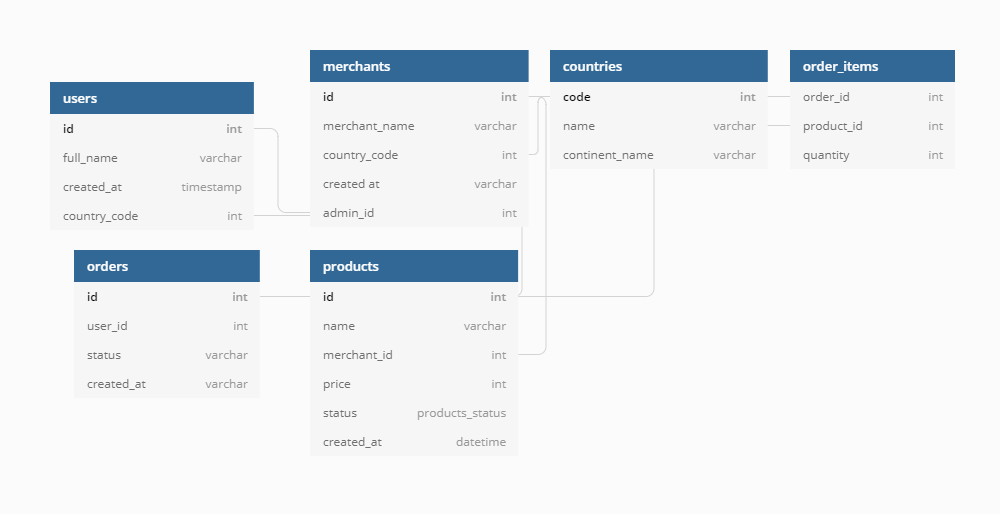 users
id int
full_name varchar
created_at timestamp
country_code int
merchants
id int
merchant_name varchar
country_code int
created at varchar
admin_id int
countries
code int
name varchar
continent_name varchar
order_items
order_id int
product_id int
quantity int
orders
id int
user_id int
status varchar
created_at varchar
products
id int
name varchar
merchant_id int
price int
status products_status
created_at datetime